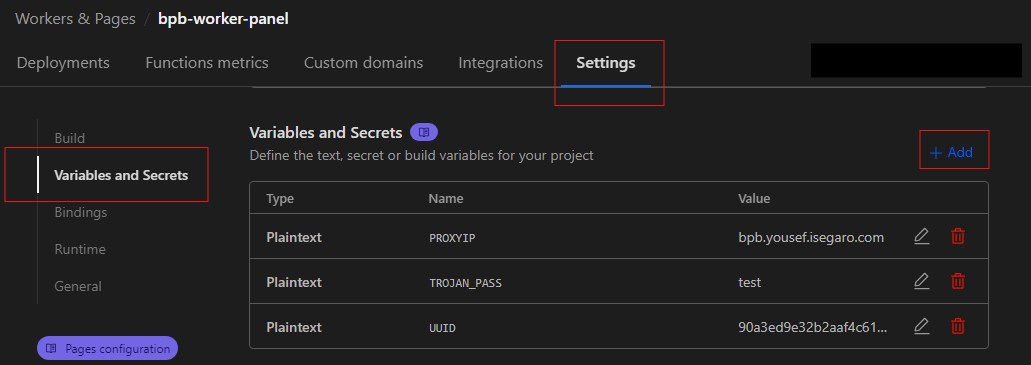 Workers & Pages / bpb-worker-panel
Deployments Functions metrics Custom domains Integrations Settings
Build
Variables and Secrets
Bindings
Runtime
General
Pages configuration
Variables and Secrets
Define the text, secret or build variables for your project
+ Add
Type Name Value
Plaintext PROXYIP bpb.yousef.isegaro.com
Plaintext TROJAN_PASS test
Plaintext UUID 90a3ed9e32b2aaf4c61...